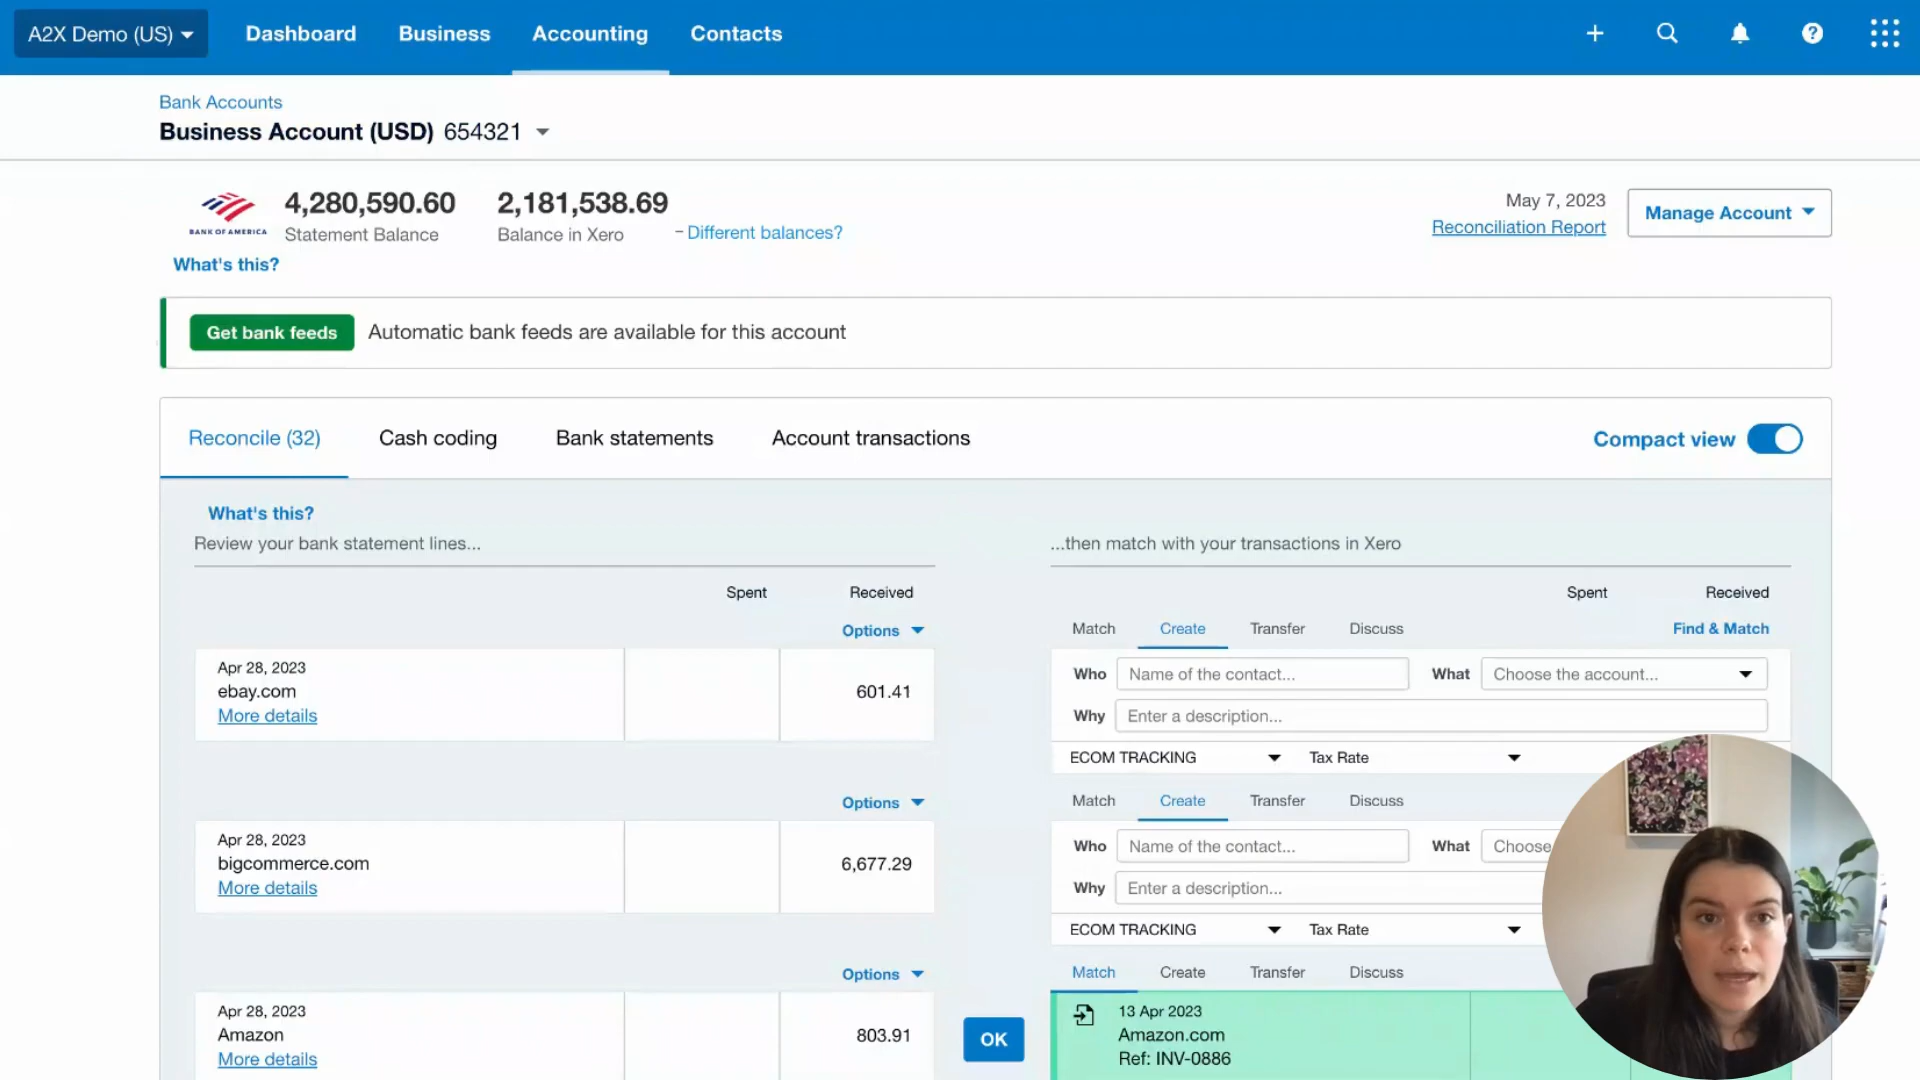 A2X Demo (US)
Dashboard
Business
Accounting
Contacts
Bank Accounts
Business Account (USD) 654321
BANK OF AMERICA
4,280,590.60
Statement Balance
2,181,538.69
Balance in Xero
Different balances?
May 7, 2023
Reconciliation Report
Manage Account
What's this?
Get bank feeds
Automatic bank feeds are available for this account
Reconcile (32)
Cash coding
Bank statements
Account transactions
Compact view
What's this?
Review your bank statement lines...
...then match with your transactions in Xero
Spent
Received
Spent
Received
Options
Match
Create
Transfer
Discuss
Find & Match
Apr 28, 2023
ebay.com
More details
601.41
Who
Name of the contact...
What
Choose the account...
Why
Enter a description...
ECOM TRACKING
Tax Rate
Options
Match
Create
Transfer
Discuss
Apr 28, 2023
bigcommerce.com
More details
6,677.29
Who
Name of the contact...
What
Choose
Why
Enter a description...
ECOM TRACKING
Tax Rate
Options
Match
Create
Transfer
Discuss
Apr 28, 2023
Amazon
More details
803.91
OK
13 Apr 2023
Amazon.com
Ref: INV-0886